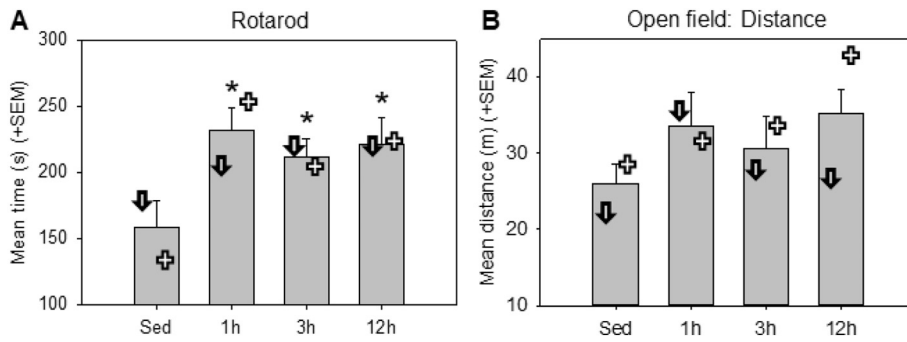 A
Rotarod
Mean time (s) (+SEM)
300
250
200
150
100
*
*
*
Sed
1h
3h
12h
B
Open field: Distance
Mean distance (m) (+SEM)
40
30
20
10
Sed
1h
3h
12h